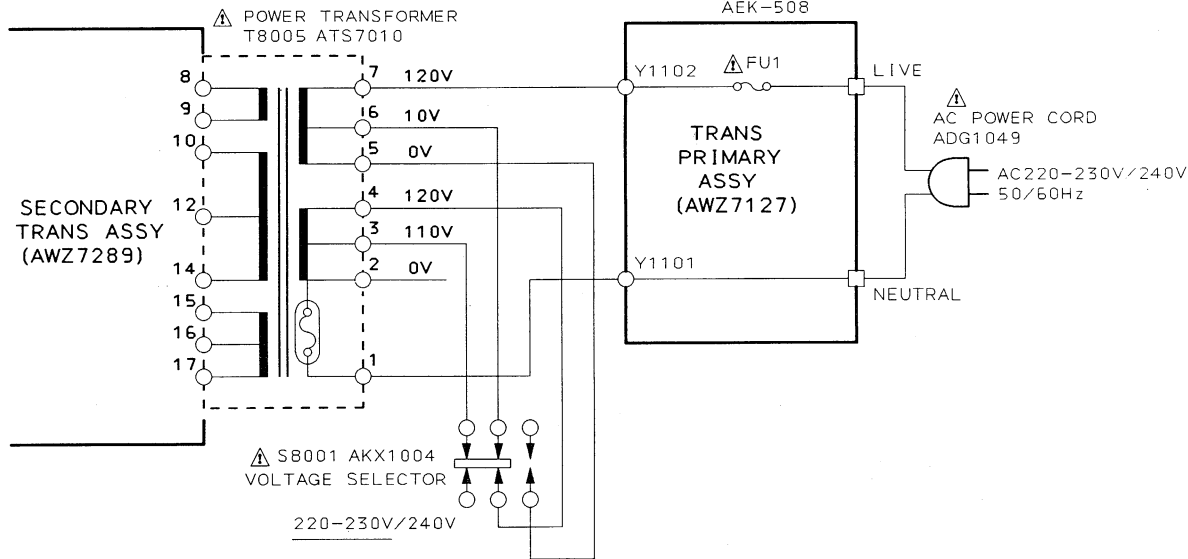 AEK-508
⚠ POWER TRANSFORMER
T8005 ATS7010
8
9
10
12
14
15
16
17
7 120V
6 10V
5 0V
4 120V
3 110V
2 0V
1
SECONDARY
TRANS ASSY
(AWZ7289)
Y1102
⚠ FU1
LIVE
TRANS
PRIMARY
ASSY
(AWZ7127)
Y1101
NEUTRAL
⚠
AC POWER CORD
ADG1049
AC220-230V/240V
50/60Hz
⚠ S8001 AKX1004
VOLTAGE SELECTOR
220-230V/240V